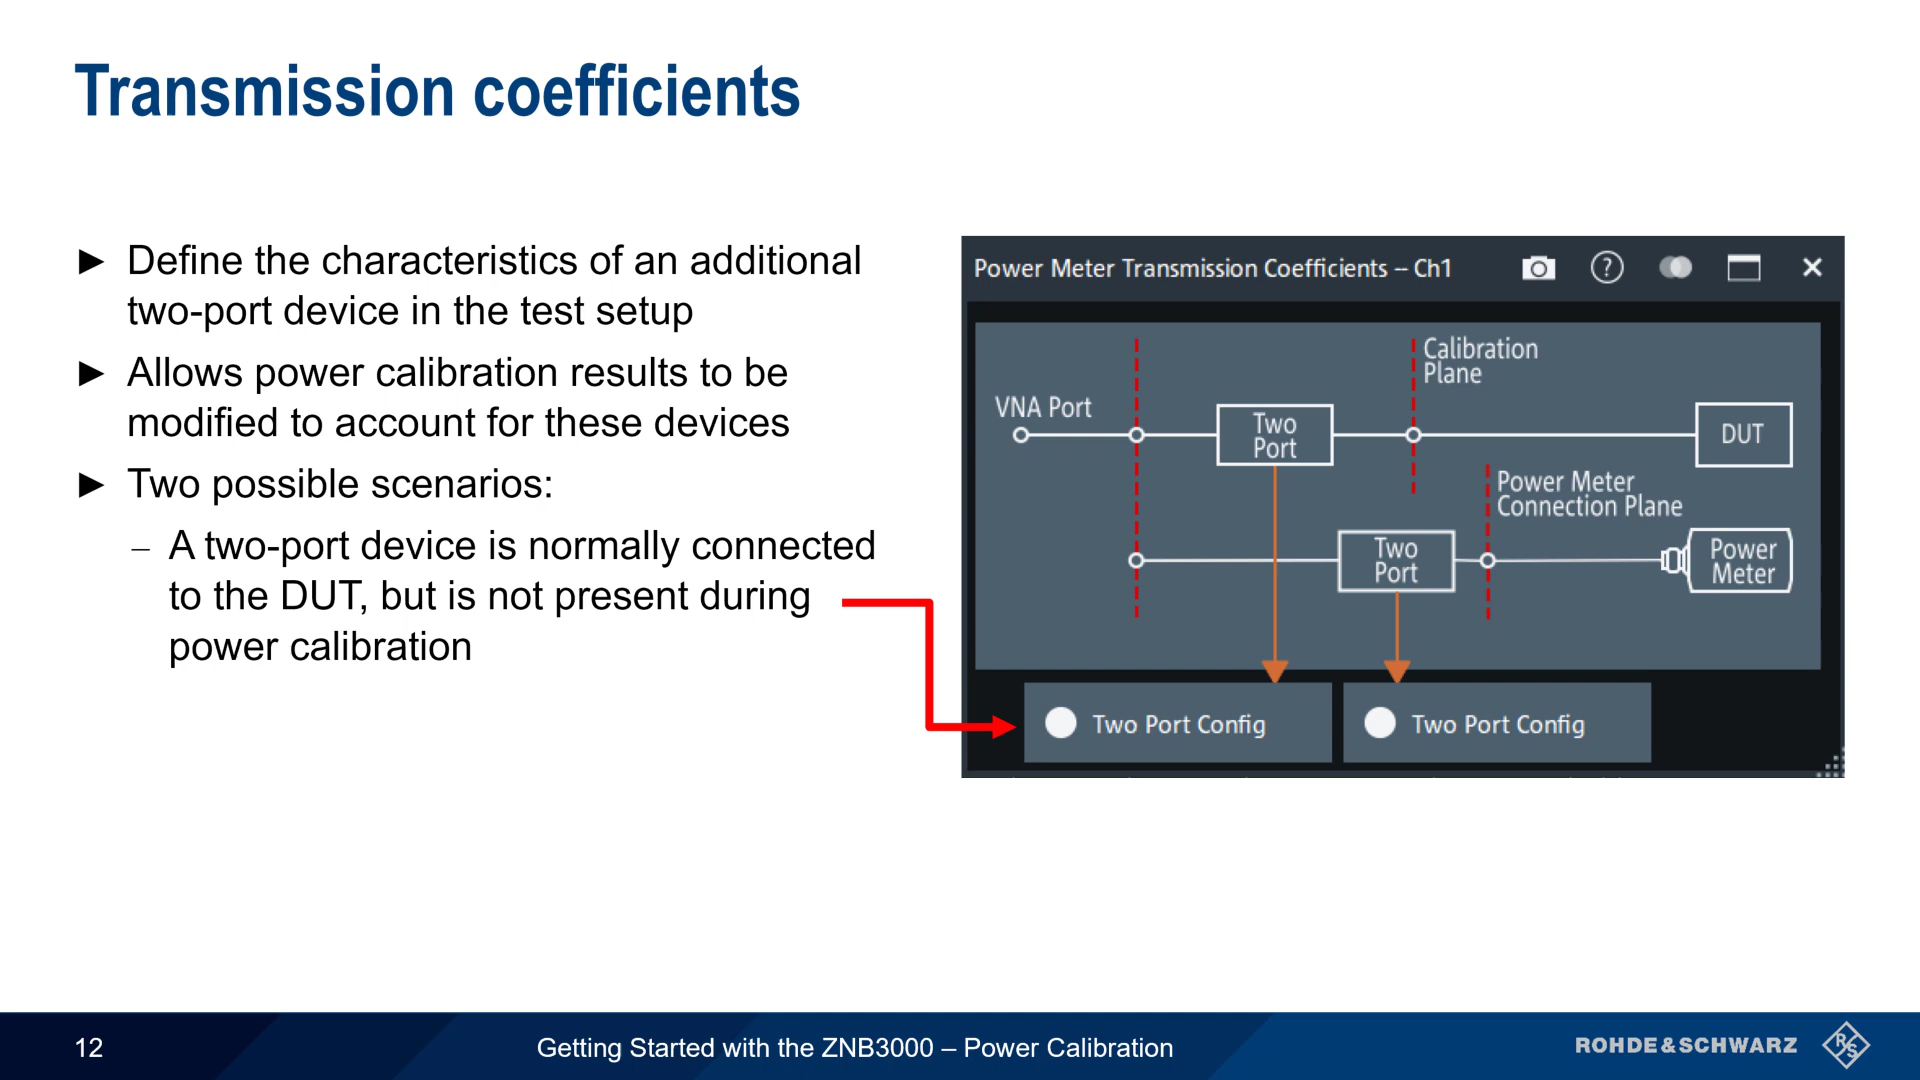 Transmission coefficients
► Define the characteristics of an additional
two-port device in the test setup
► Allows power calibration results to be
modified to account for these devices
► Two possible scenarios:
– A two-port device is normally connected
to the DUT, but is not present during
power calibration
Power Meter Transmission Coefficients – Ch1
Calibration
Plane
VNA Port
Two
Port
DUT
Power Meter
Connection Plane
Two
Port
Power
Meter
Two Port Config
Two Port Config
12
Getting Started with the ZNB3000 – Power Calibration
ROHDE&SCHWARZ
R&S